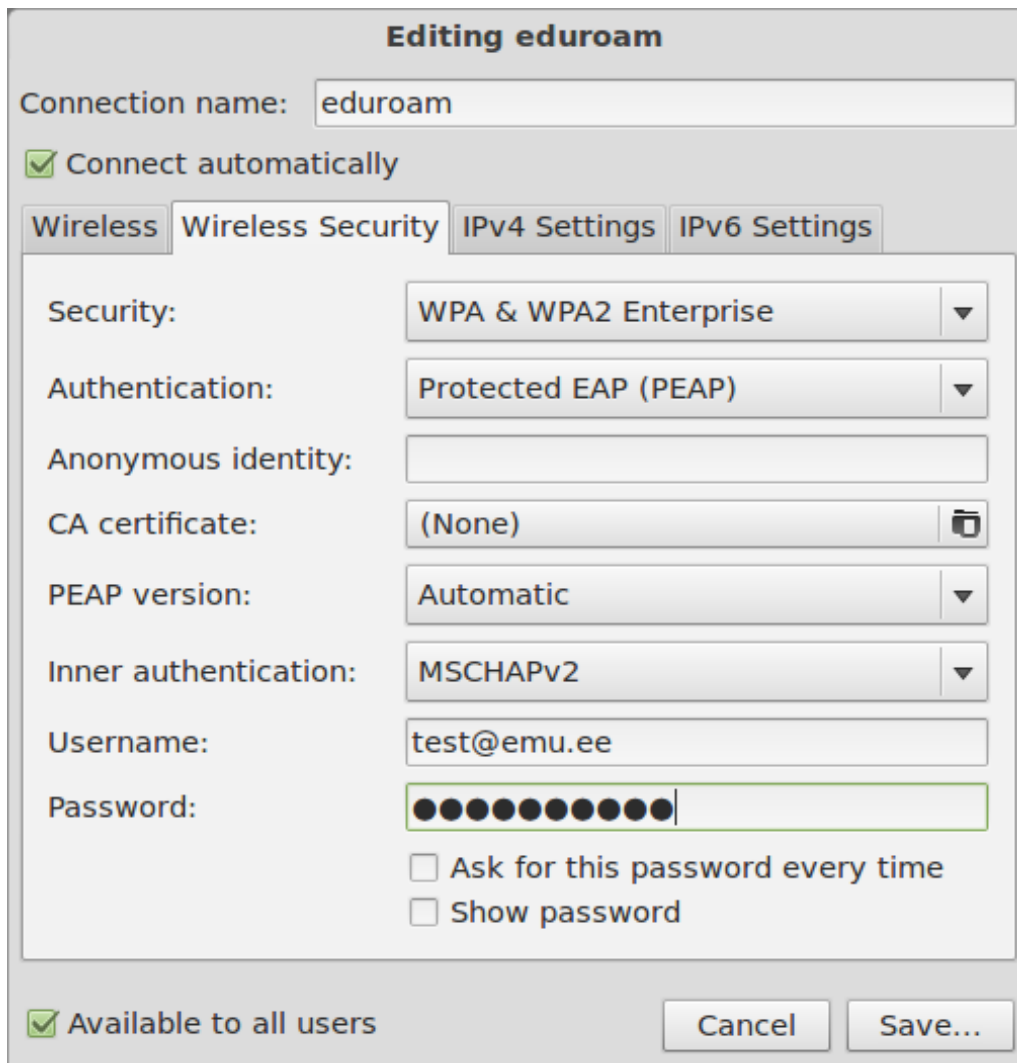 Editing eduroam
Connection name: eduroam
Connect automatically
Wireless Wireless Security IPv4 Settings IPv6 Settings
Security: WPA & WPA2 Enterprise
Authentication: Protected EAP (PEAP)
Anonymous identity:
CA certificate: (None)
PEAP version: Automatic
Inner authentication: MSCHAPv2
Username: test@emu.ee
Password: ●●●●●●●●●●
Ask for this password every time
Show password
Available to all users Cancel Save...